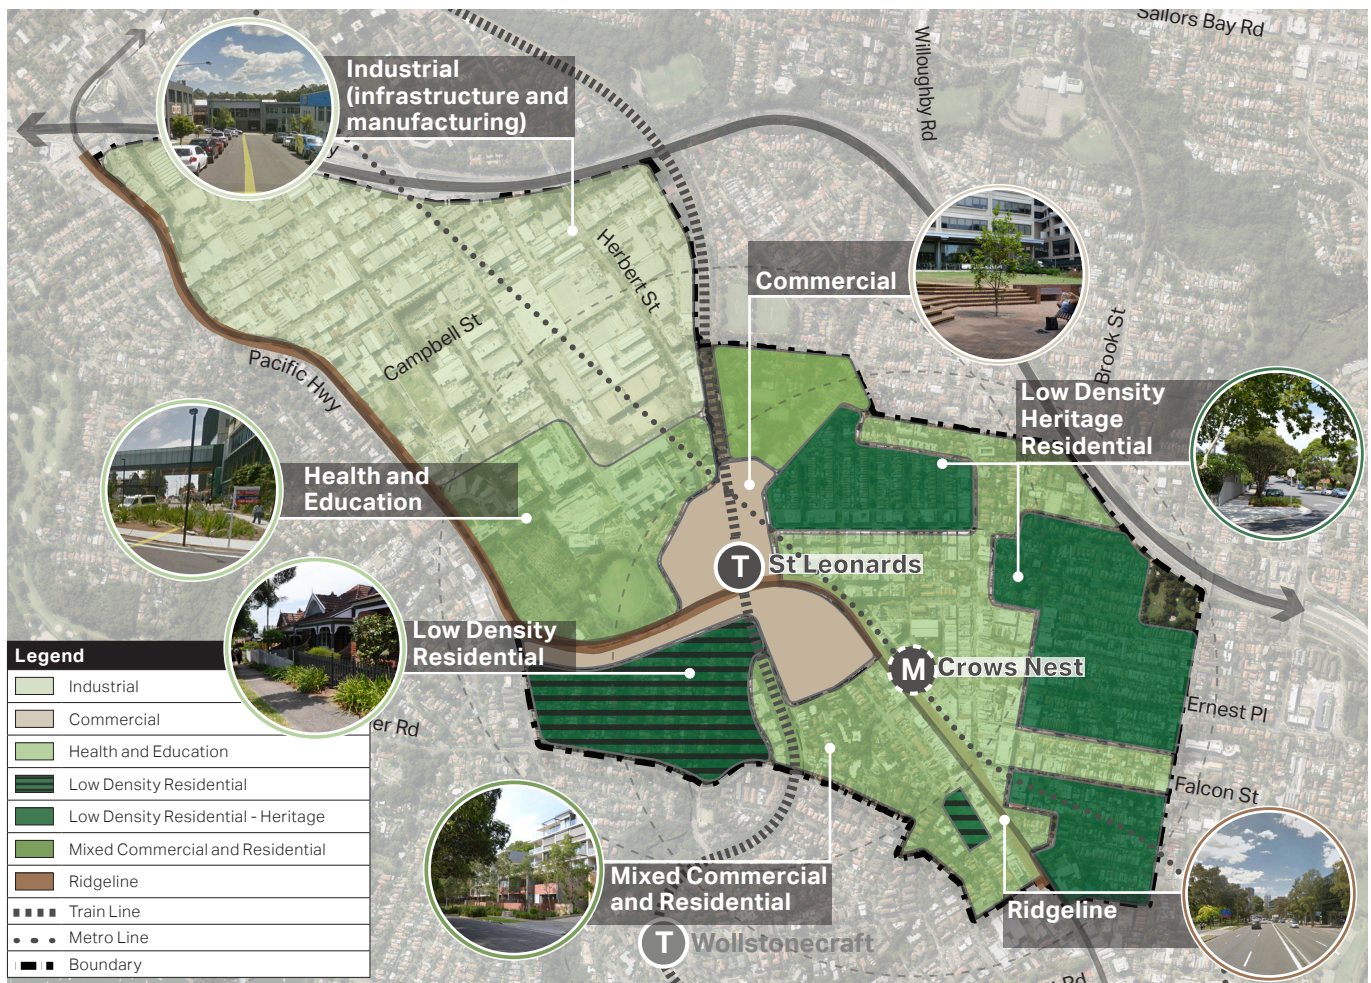 Sailors Bay Rd
Willoughby Rd
Industrial
(infrastructure and
manufacturing)
Herbert St
Commercial
Brook St
Campbell St
Pacific Hwy
Low Density
Heritage
Residential
Health and
Education
T
St Leonards
Low Density
Residential
M
Crows Nest
Ernest Pl
Falcon St
Mixed Commercial
and Residential
Ridgeline
T
Wollstonecraft
Rd
er Rd
Legend
Industrial
Commercial
Health and Education
Low Density Residential
Low Density Residential - Heritage
Mixed Commercial and Residential
Ridgeline
Train Line
Metro Line
Boundary